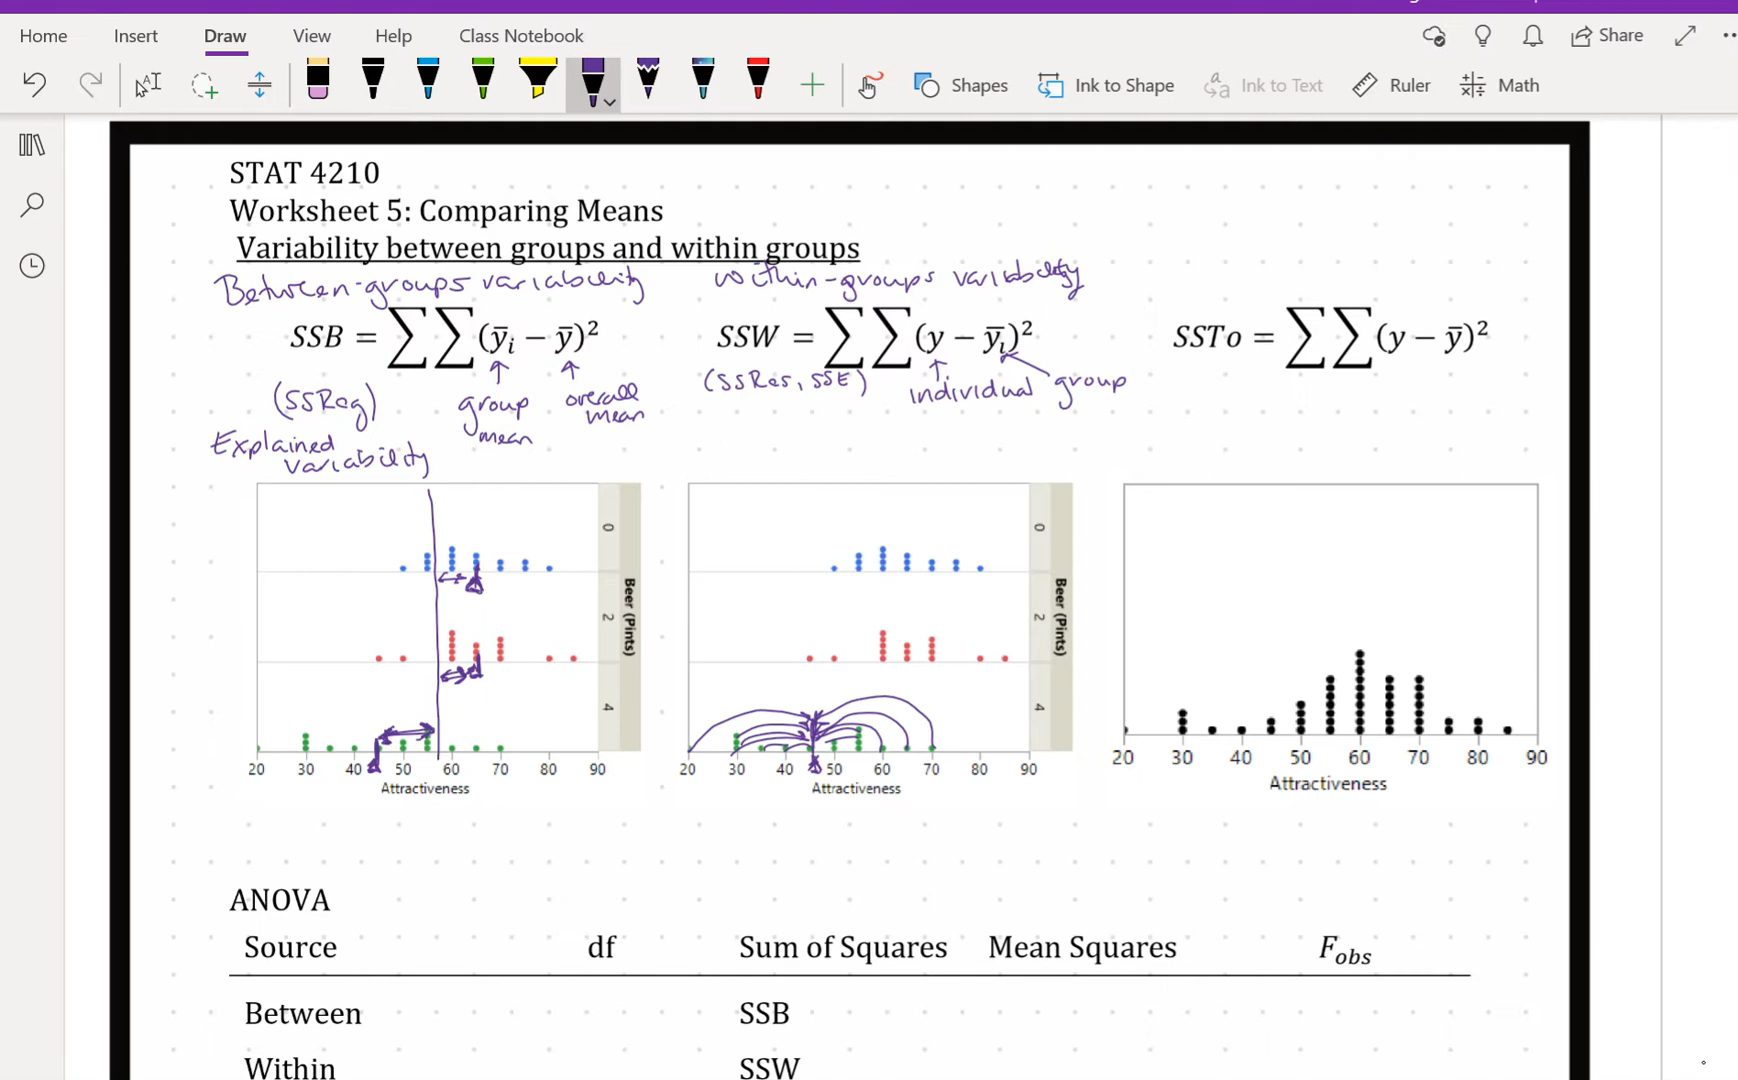 Home Insert Draw View Help Class Notebook Share
Shapes Ink to Shape Ink to Text Ruler Math
STAT 4210
Worksheet 5: Comparing Means
Variability between groups and within groups
Between-groups variability within-groups variability
SSB = ∑∑(ȳᵢ − ȳ)² SSW = ∑∑(y − ȳᵢ)² SSTo = ∑∑(y − ȳ)²
(SSReg) group mean overall mean (SSRes, SSE) individual group
Explained variability
0 2 4 Beer (Pints)
20 30 40 50 60 70 80 90
Attractiveness
0 2 4 Beer (Pints)
20 30 40 50 60 70 80 90
Attractiveness
20 30 40 50 60 70 80 90
Attractiveness
ANOVA
Source df Sum of Squares Mean Squares F_obs
Between SSB
Within SSW